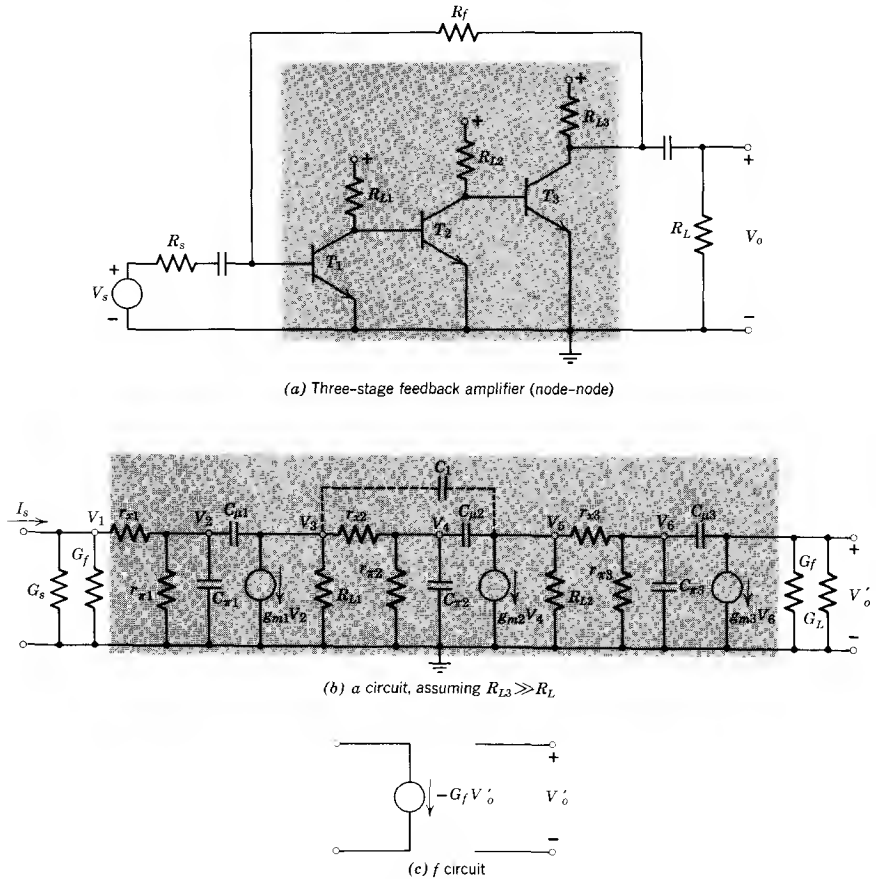 R_f
+
R_L3
+
R_L2
+
R_L1
T_3
T_2
T_1
R_s
+
V_s
−
R_L
+
V_o
−
(a) Three-stage feedback amplifier (node-node)
C_1
I_s
V_1
r_x1
V_2
C_μ1
V_3
r_x2
V_4
C_μ2
V_5
r_x3
V_6
C_μ3
G_s
G_f
r_π1
C_π1
g_m1V_2
R_L1
r_π2
C_π2
g_m2V_4
R_L2
r_π3
C_π3
g_m3V_6
G_f
G_L
+
V′_o
−
(b) a circuit, assuming R_L3≫R_L
−G_f V′_o
+
V′_o
−
(c) f circuit